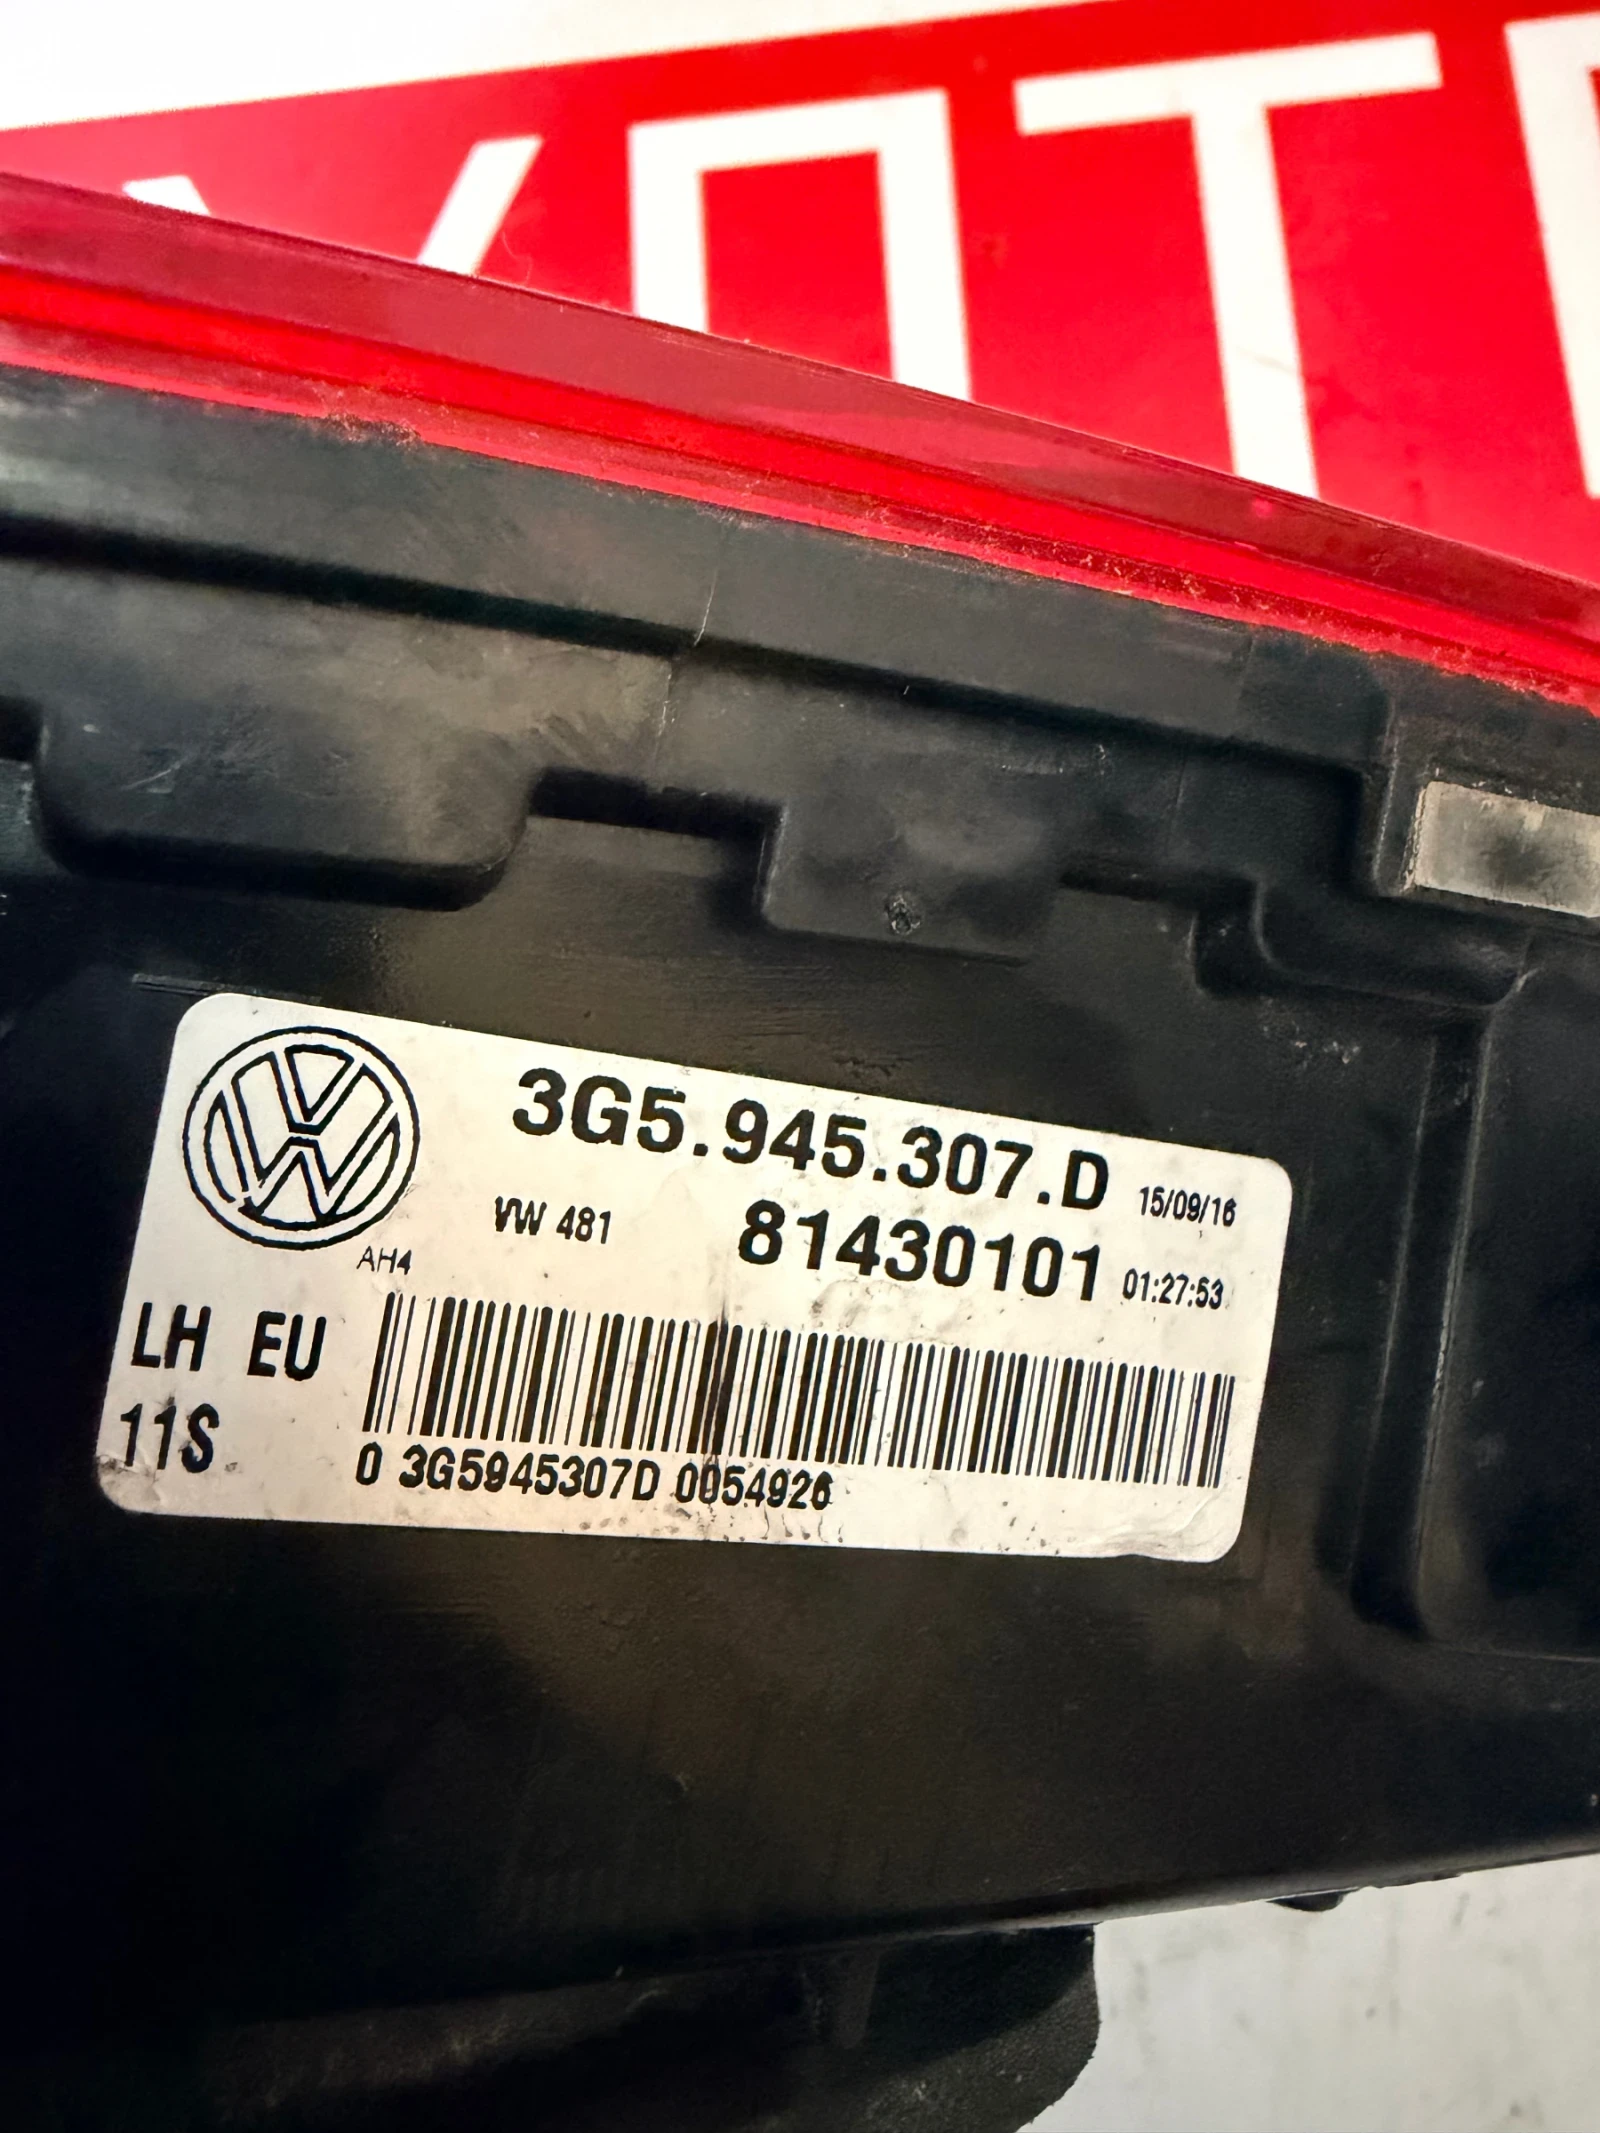 3G5.945.307.D 15/09/16
VW 481 81430101 01:27:53
AH4
LH EU
11S
0 3G5945307D 0054926